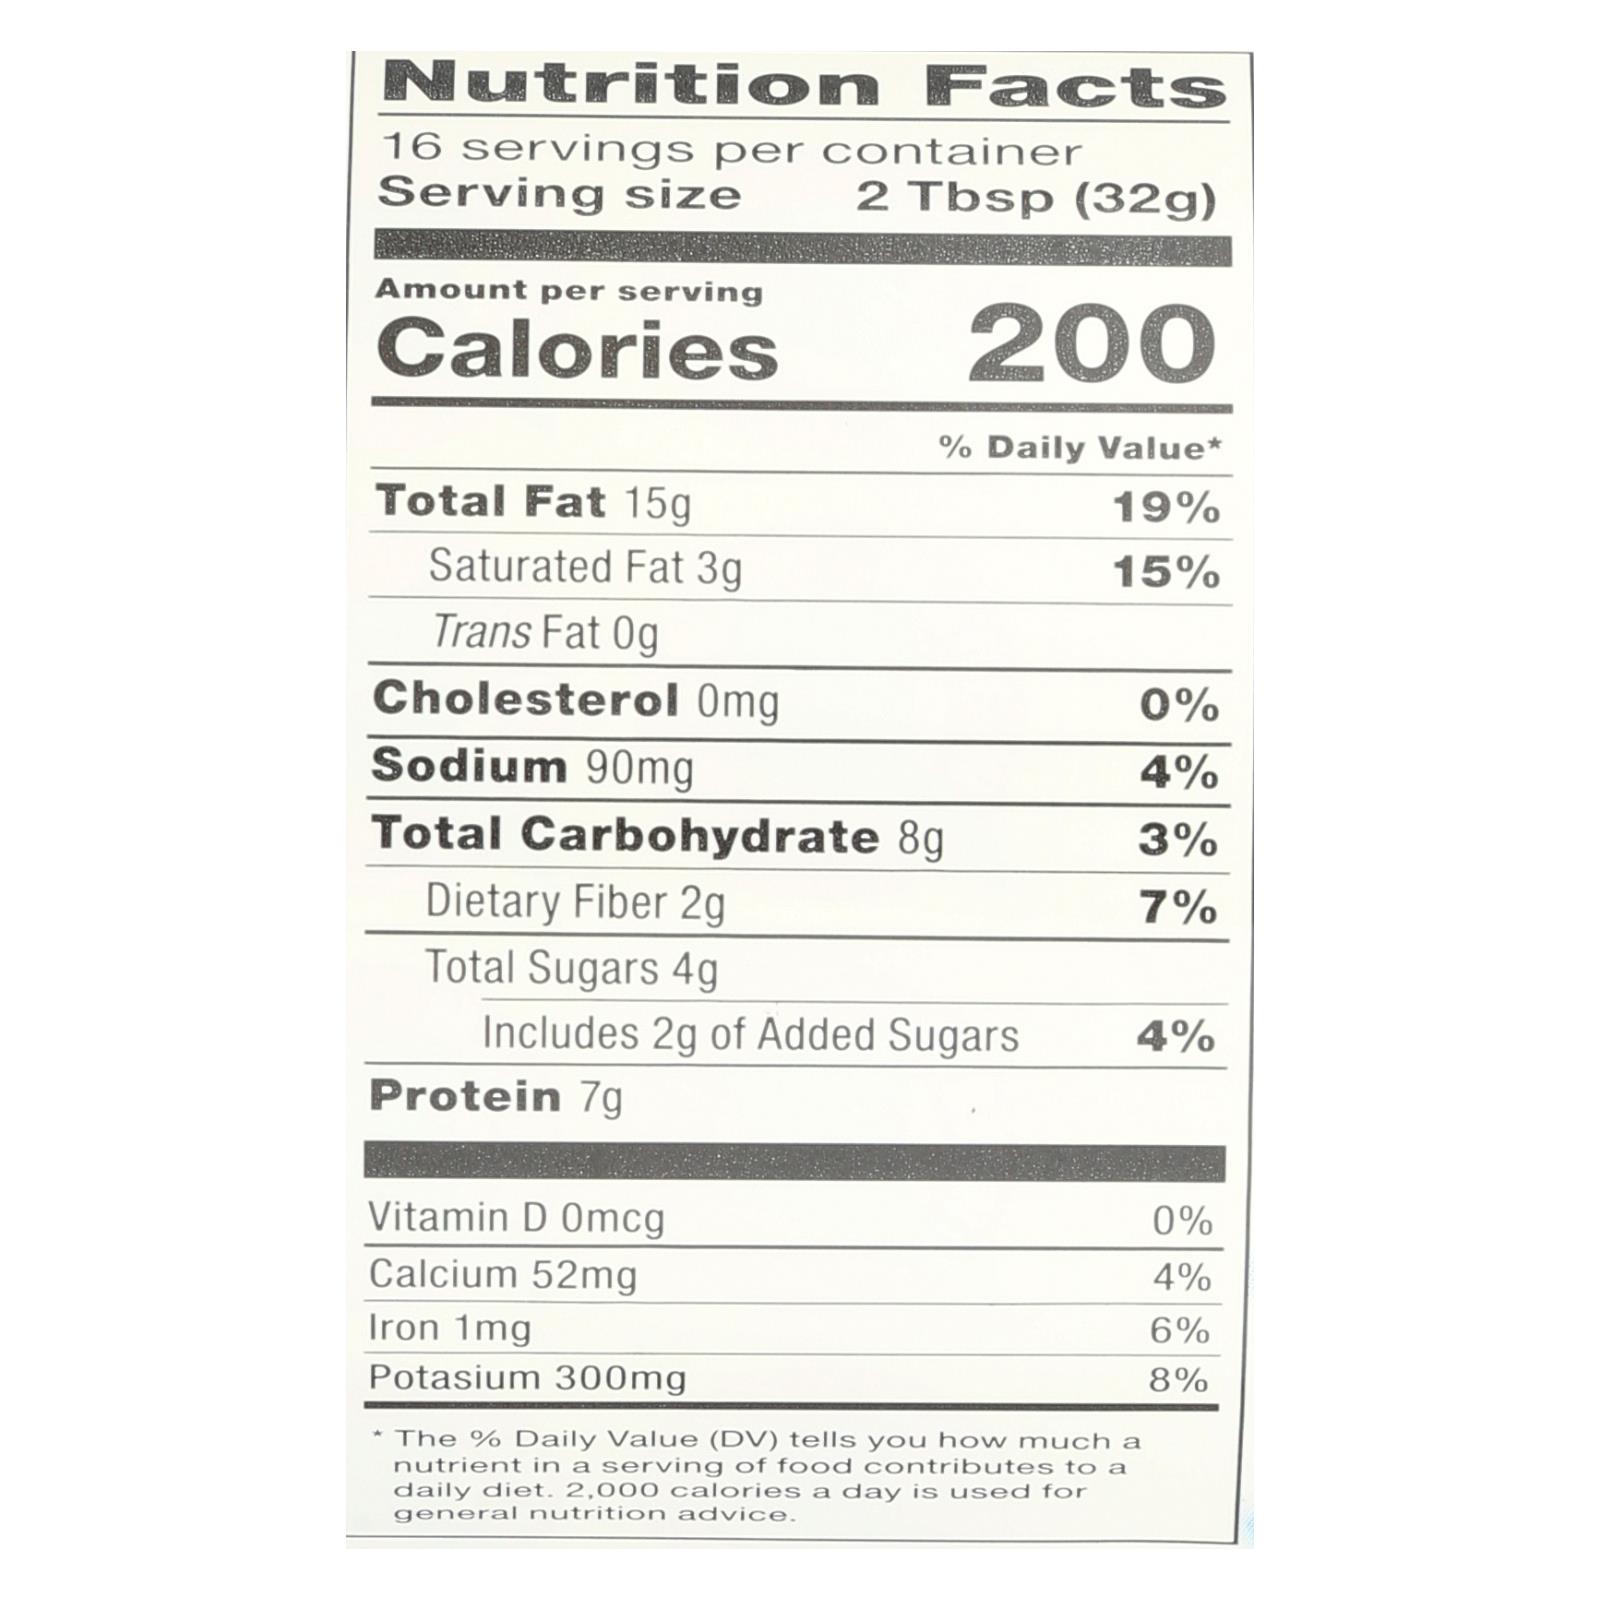 Nutrition Facts
16 servings per container
Serving size 2 Tbsp (32g)
Amount per serving
Calories 200
% Daily Value*
Total Fat 15g 19%
Saturated Fat 3g 15%
Trans Fat 0g
Cholesterol 0mg 0%
Sodium 90mg 4%
Total Carbohydrate 8g 3%
Dietary Fiber 2g 7%
Total Sugars 4g
Includes 2g of Added Sugars 4%
Protein 7g
Vitamin D 0mcg 0%
Calcium 52mg 4%
Iron 1mg 6%
Potasium 300mg 8%
* The % Daily Value (DV) tells you how much a
nutrient in a serving of food contributes to a
daily diet. 2,000 calories a day is used for
general nutrition advice.